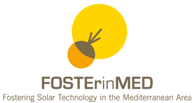 FOSTErinMED
Fostering Solar Technology in the Mediterranean Area